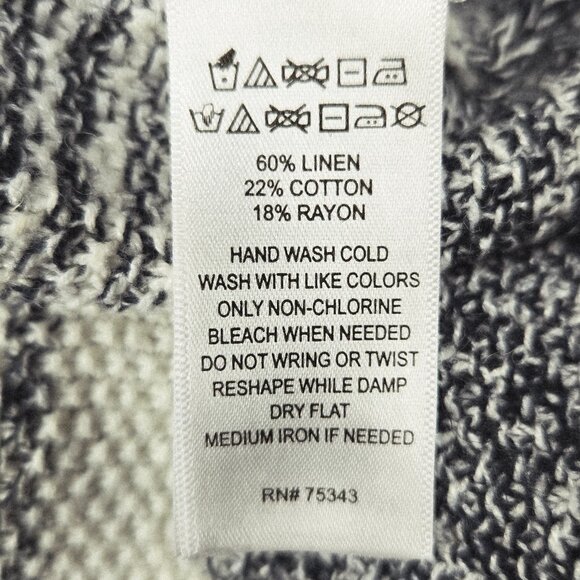 60% LINEN
22% COTTON
18% RAYON
HAND WASH COLD
WASH WITH LIKE COLORS
ONLY NON-CHLORINE
BLEACH WHEN NEEDED
DO NOT WRING OR TWIST
RESHAPE WHILE DAMP
DRY FLAT
MEDIUM IRON IF NEEDED
RN# 75343